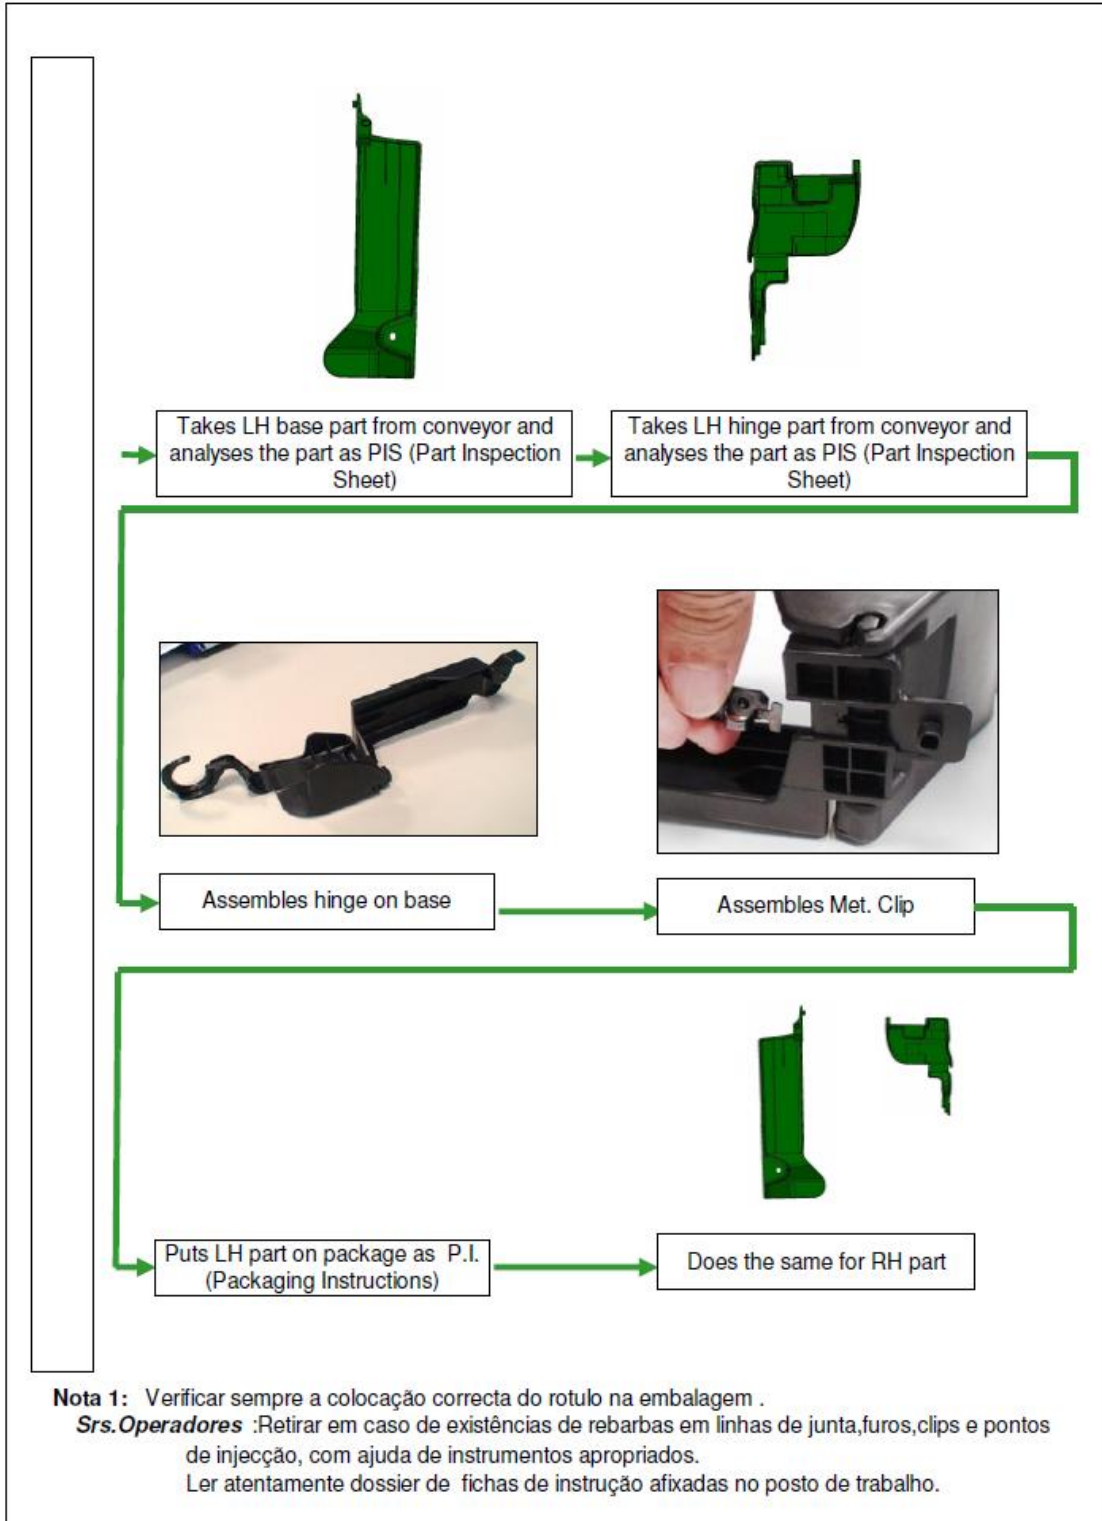 Takes LH base part from conveyor and
analyses the part as PIS (Part Inspection
Sheet)
Takes LH hinge part from conveyor and
analyses the part as PIS (Part Inspection
Sheet)
Assembles hinge on base
Assembles Met. Clip
Puts LH part on package as P.I.
(Packaging Instructions)
Does the same for RH part
Nota 1: Verificar sempre a colocação correcta do rotulo na embalagem .
Srs.Operadores :Retirar em caso de existências de rebarbas em linhas de junta,furos,clips e pontos
de injecção, com ajuda de instrumentos apropriados.
Ler atentamente dossier de fichas de instrução afixadas no posto de trabalho.